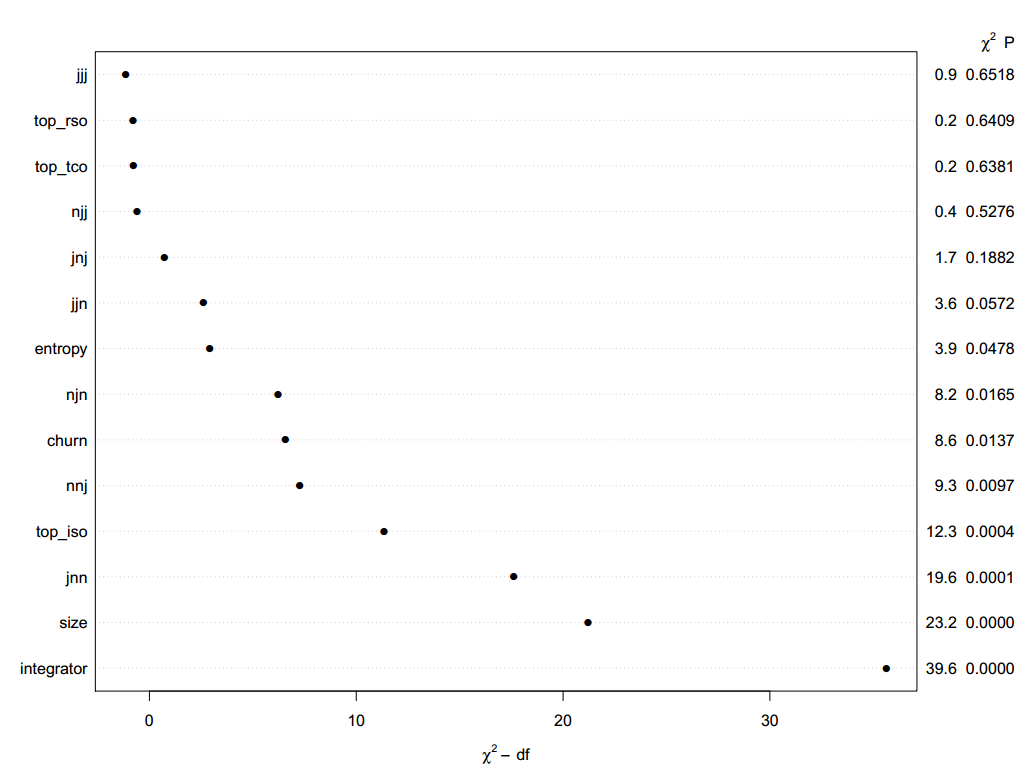 χ² P
jjj 0.9 0.6518
top_rso 0.2 0.6409
top_tco 0.2 0.6381
njj 0.4 0.5276
jnj 1.7 0.1882
jjn 3.6 0.0572
entropy 3.9 0.0478
njn 8.2 0.0165
churn 8.6 0.0137
nnj 9.3 0.0097
top_iso 12.3 0.0004
jnn 19.6 0.0001
size 23.2 0.0000
integrator 39.6 0.0000
0 10 20 30
χ² − df